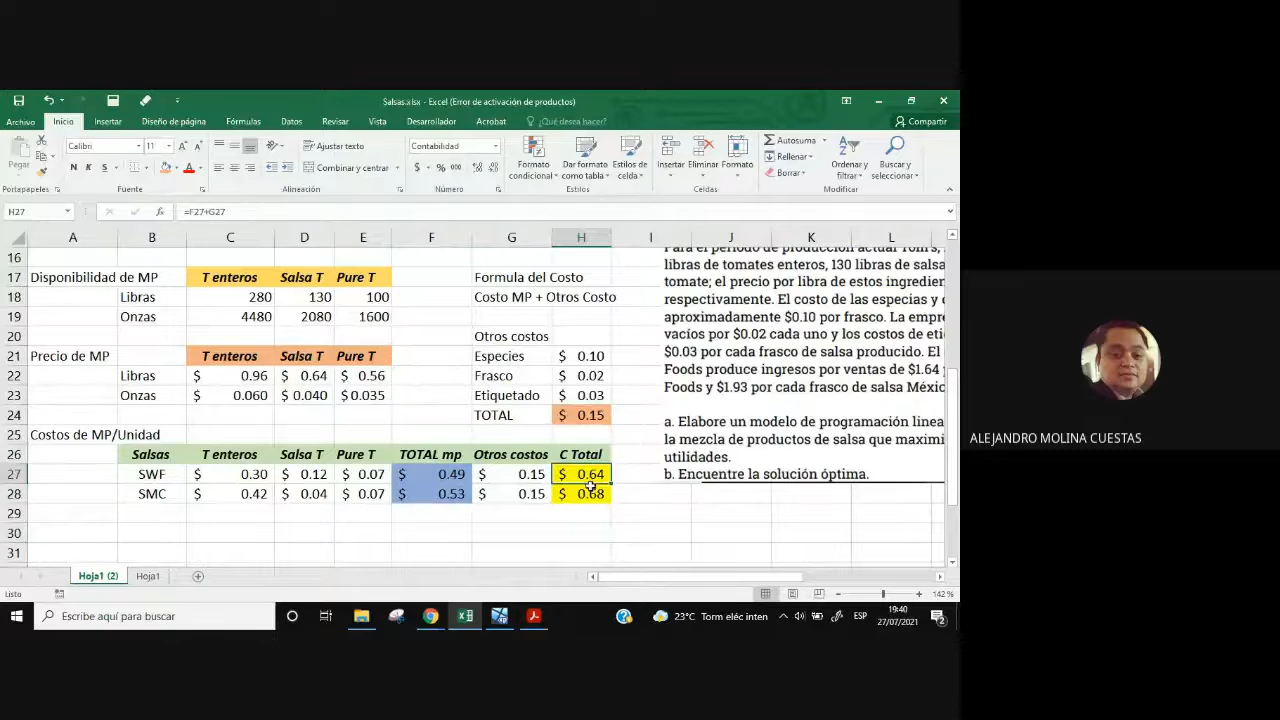 Salsas.xlsx - Excel (Error de activación de productos)
Archivo Inicio Insertar Diseño de página Fórmulas Datos Revisar Vista Desarrollador Acrobat ¿Qué desea hacer? Compartir
Pegar
Calibri 11
N K S
Ajustar texto
Combinar y centrar
Contabilidad
$ % 000
Formato condicional
Dar formato como tabla
Estilos de celda
Insertar Eliminar Formato
Autosuma
Rellenar
Borrar
Ordenar y filtrar
Buscar y seleccionar
Portapapeles Fuente Alineación Número Estilos Celdas Modificar
H27 fx =F27+G27
A B C D E F G H I J K L
16
17 Disponibilidad de MP T enteros Salsa T Pure T Formula del Costo
18 Libras 280 130 100 Costo MP + Otros Costo
19 Onzas 4480 2080 1600
20 Otros costos
21 Precio de MP T enteros Salsa T Pure T Especies $ 0.10
22 Libras $ 0.96 $ 0.64 $ 0.56 Frasco $ 0.02
23 Onzas $ 0.060 $ 0.040 $ 0.035 Etiquetado $ 0.03
24 TOTAL $ 0.15
25 Costos de MP/Unidad
26 Salsas T enteros Salsa T Pure T TOTAL mp Otros costos C Total
27 SWF $ 0.30 $ 0.12 $ 0.07 $ 0.49 $ 0.15 $ 0.64
28 SMC $ 0.42 $ 0.04 $ 0.07 $ 0.53 $ 0.15 $ 0.68
29
30
31
Para el período de producción actual
libras de tomates enteros, 130 libras de salsa
tomate; el precio por libra de estos ingredien
respectivamente. El costo de las especias y
aproximadamente $0.10 por frasco. La empre
vacíos por $0.02 cada uno y los costos de eti
$0.03 por cada frasco de salsa producido. El
Foods produce ingresos por ventas de $1.64
Foods y $1.93 por cada frasco de salsa Méxic
a. Elabore un modelo de programación linea
la mezcla de productos de salsa que maximi
utilidades.
b. Encuentre la solución óptima.
ALEJANDRO MOLINA CUESTAS
Hoja1 (2) Hoja1
Listo 142 %
Escribe aquí para buscar
23°C Torm eléc inten
ESP
19:40
27/07/2021
2